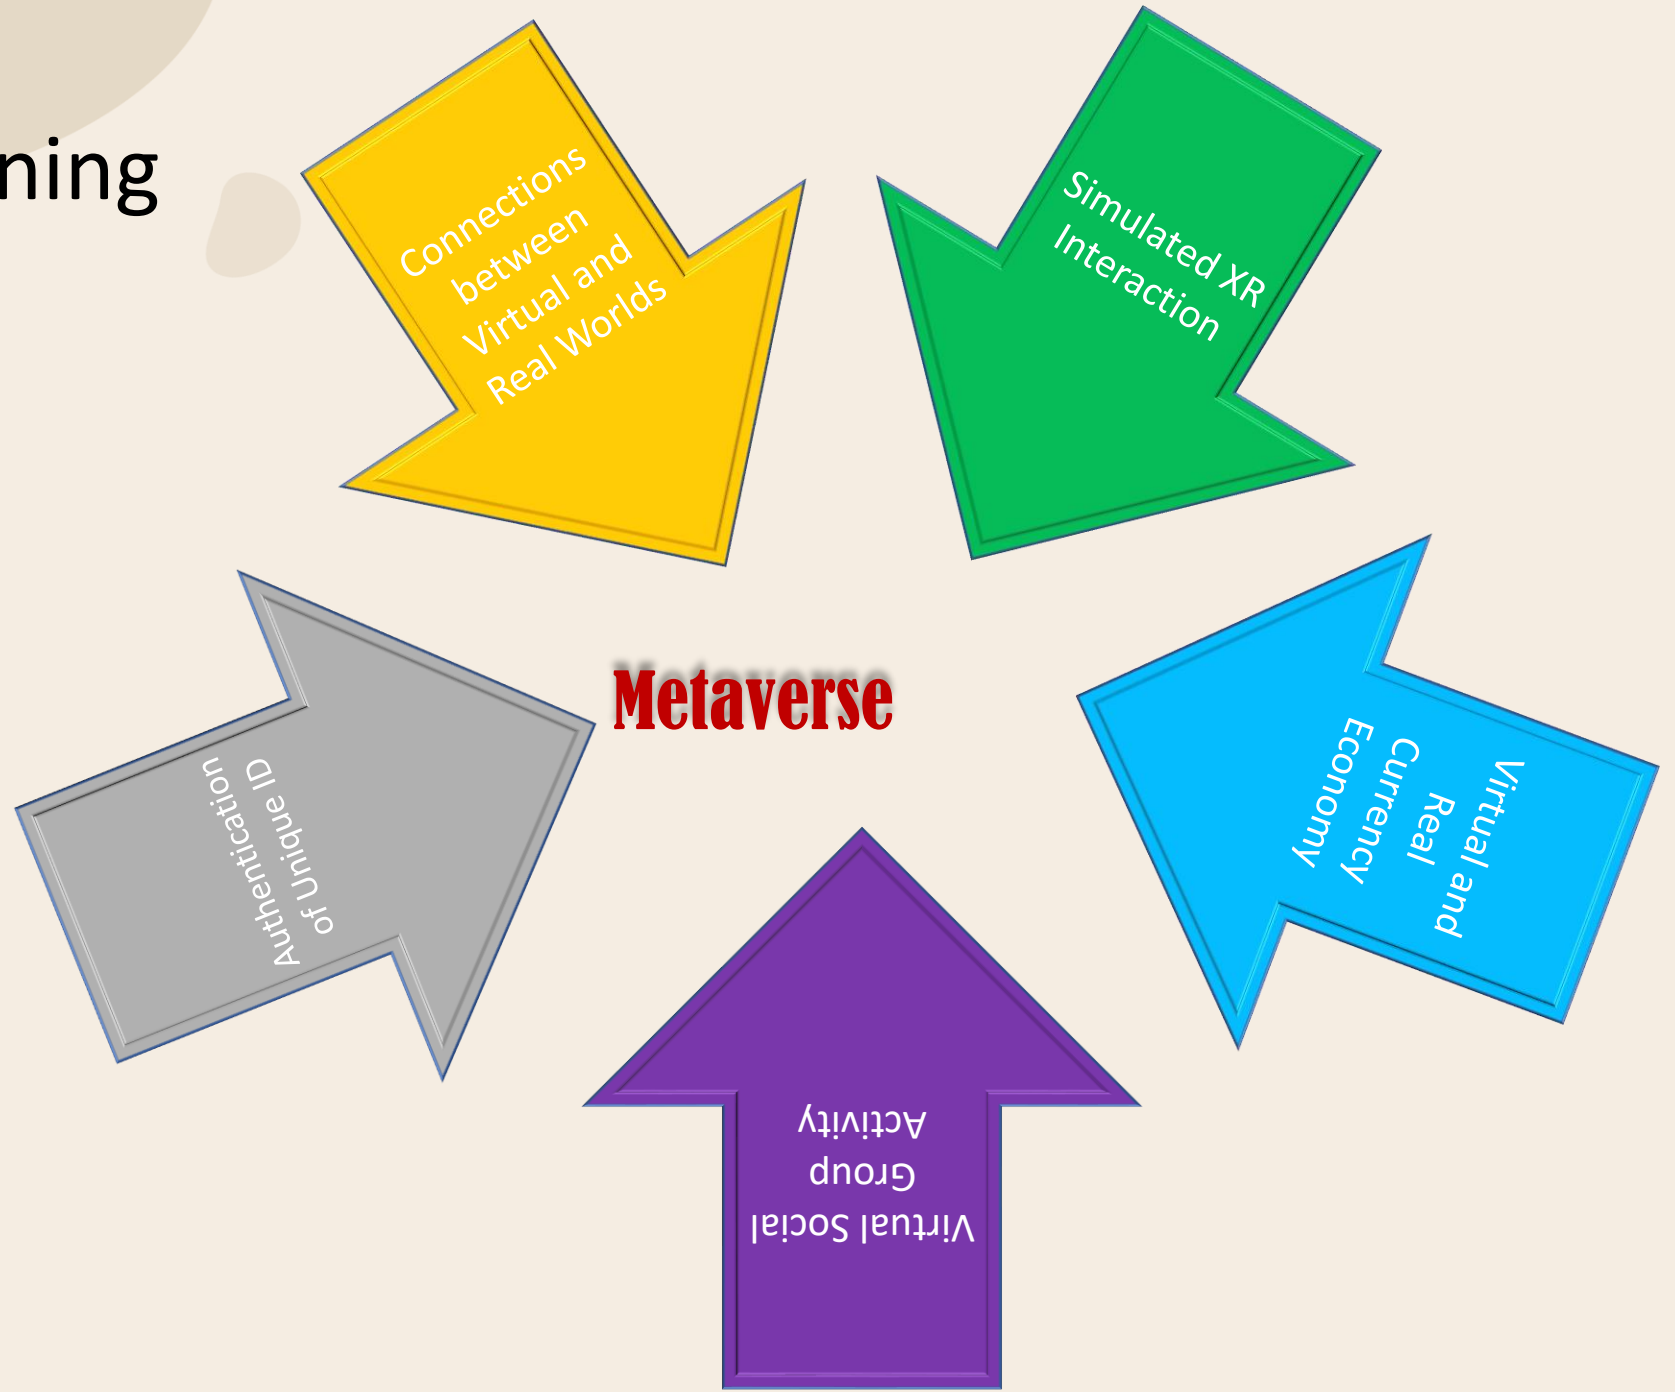 ning
Connections
between
Virtual and
Real Worlds
Simulated XR
Interaction
Metaverse
Authentication
of Unique ID
Virtual and
Real
Currency
Economy
Virtual Social
Group
Activity